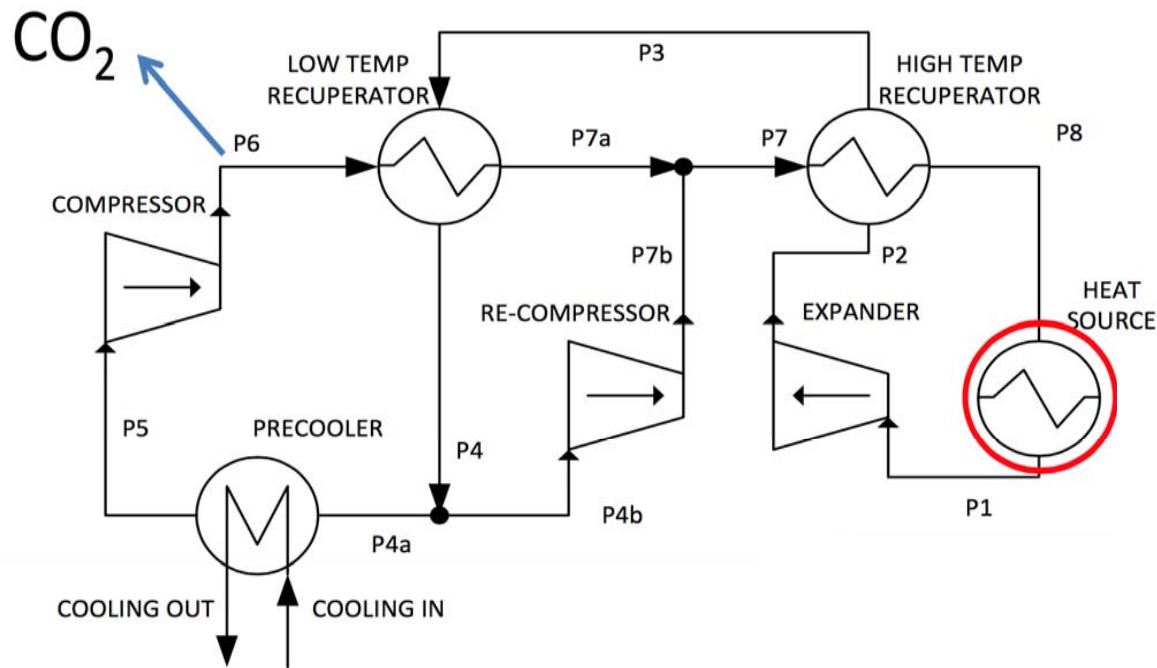 CO₂
P3
LOW TEMP
RECUPERATOR
HIGH TEMP
RECUPERATOR
P6
P7a
P7
P8
COMPRESSOR
P7b
P2
RE-COMPRESSOR
EXPANDER
HEAT
SOURCE
P5
PRECOOLER
P4
P4a
P4b
P1
COOLING OUT
COOLING IN